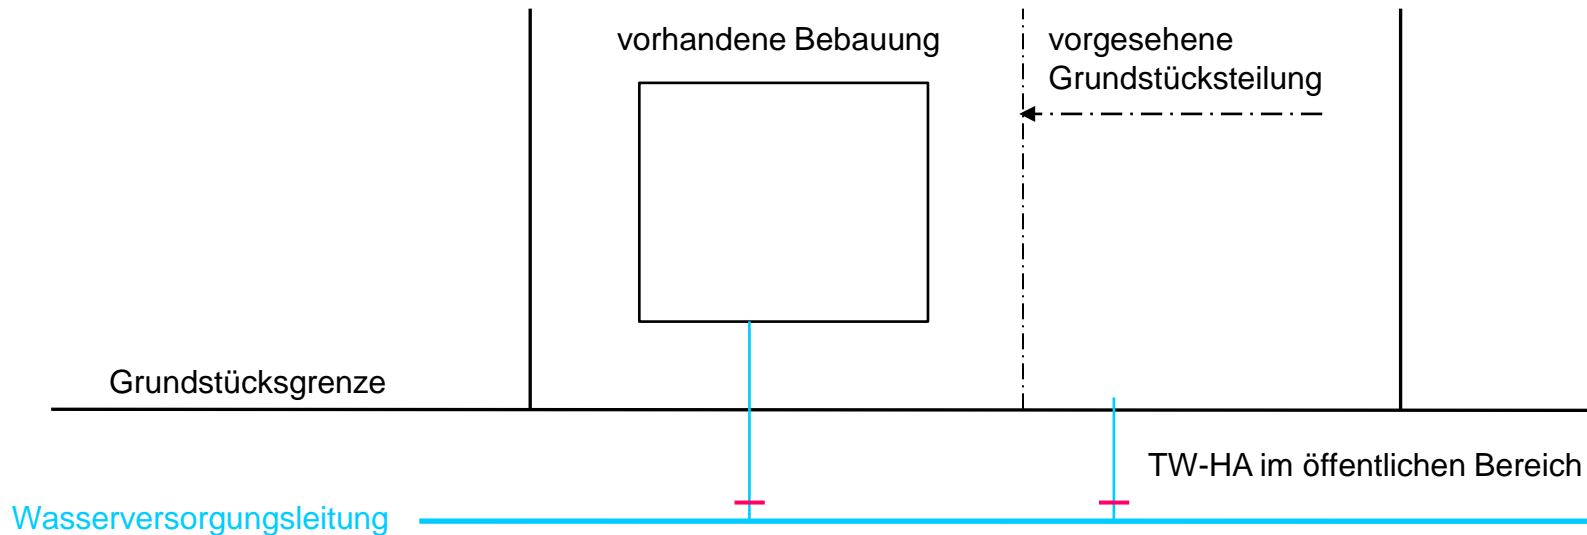 vorhandene Bebauung
vorgesehene
Grundstücksteilung
Grundstücksgrenze
TW-HA im öffentlichen Bereich
Wasserversorgungsleitung